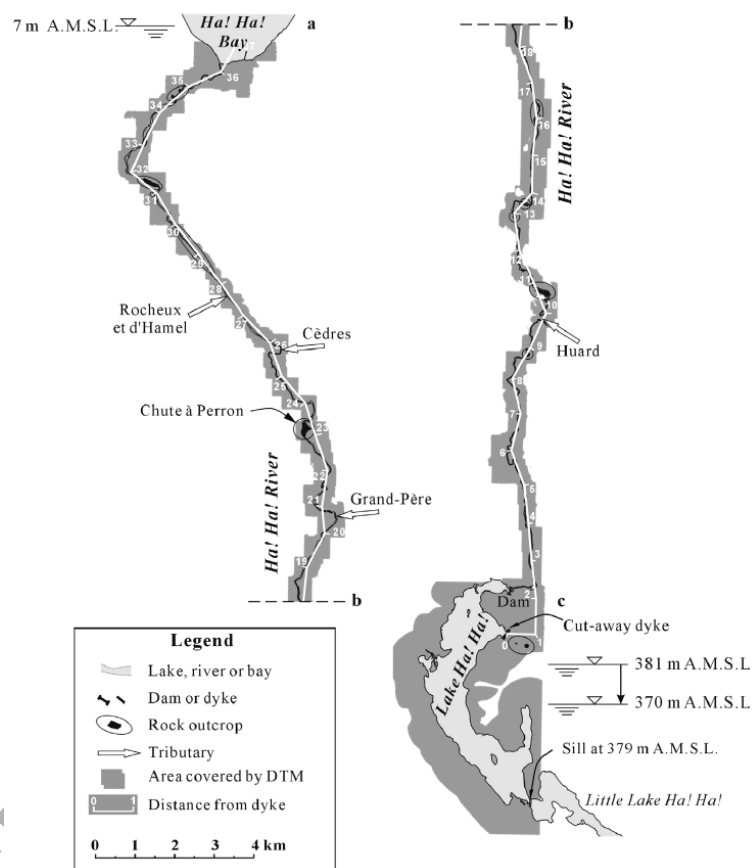 7 m A.M.S.L.
Ha! Ha!
Bay
a
36
35
34
33
32
31
30
29
28
Rocheux
et d'Hamel
27
Cèdres
26
25
24
Chute à Perron
23
22
21
Grand-Père
20
Ha! Ha! River
19
b
b
18
17
16
Ha! Ha! River
15
14
13
12
11
10
Huard
9
8
7
6
5
4
3
2
Dam
c
Cut-away dyke
0
1
Lake Ha! Ha!
381 m A.M.S.L
370 m A.M.S.L
Sill at 379 m A.M.S.L.
Little Lake Ha! Ha!
Legend
Lake, river or bay
Dam or dyke
Rock outcrop
Tributary
Area covered by DTM
0 1 Distance from dyke
0 1 2 3 4 km